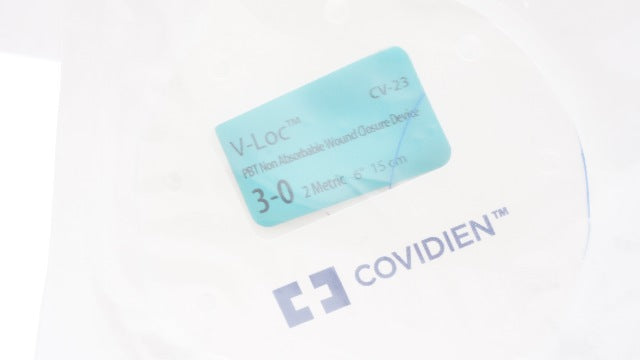 V-Loc™ CV-23
PBT Non Absorbable Wound Closure Device
3-0 2 Metric 6" 15 cm
COVIDIEN™